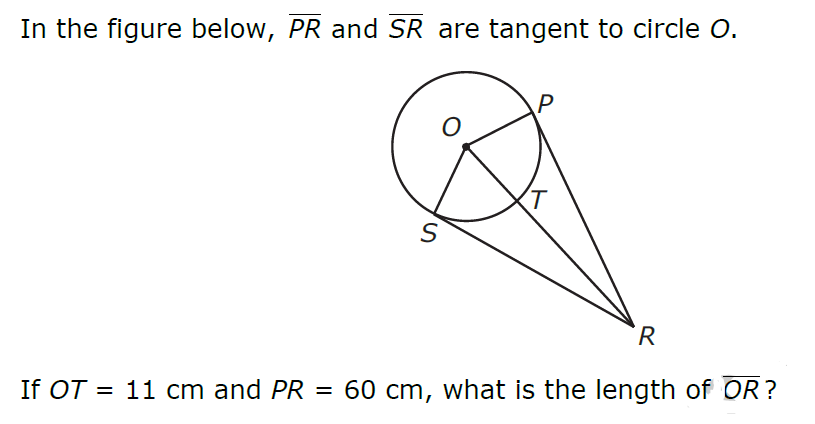 In the figure below, PR and SR are tangent to circle O.
P
O
T
S
R
If OT = 11 cm and PR = 60 cm, what is the length of OR?